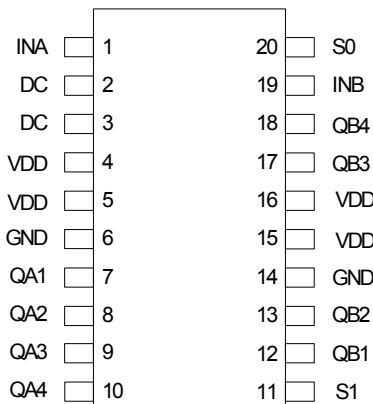 INA 1 20 S0
DC 2 19 INB
DC 3 18 QB4
VDD 4 17 QB3
VDD 5 16 VDD
GND 6 15 VDD
QA1 7 14 GND
QA2 8 13 QB2
QA3 9 12 QB1
QA4 10 11 S1